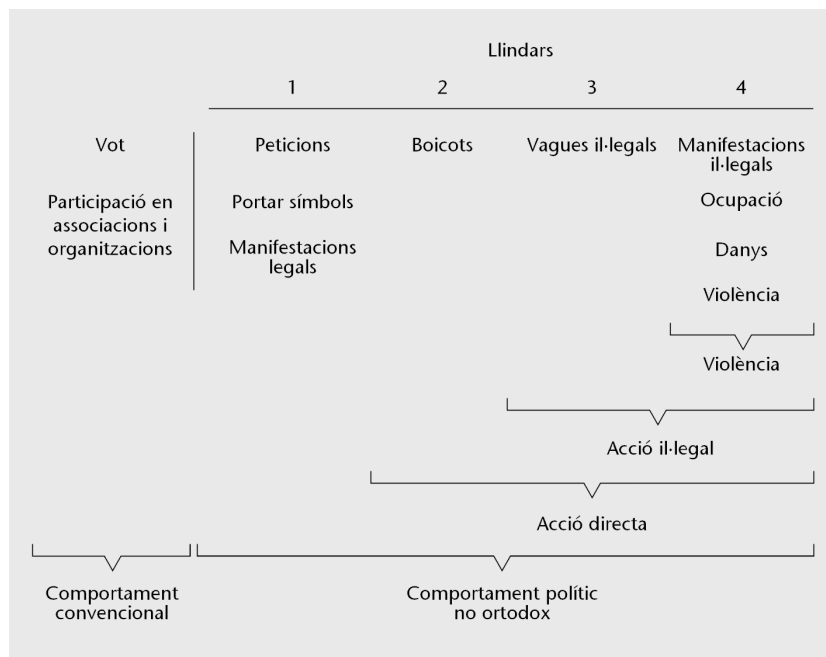 Llindars
1 2 3 4
Vot Peticions Boicots Vagues il·legals Manifestacions
il·legals
Participació en
associacions i
organitzacions
Portar símbols
Ocupació
Manifestacions
legals
Danys
Violència
Violència
Acció il·legal
Acció directa
Comportament
convencional
Comportament polític
no ortodox